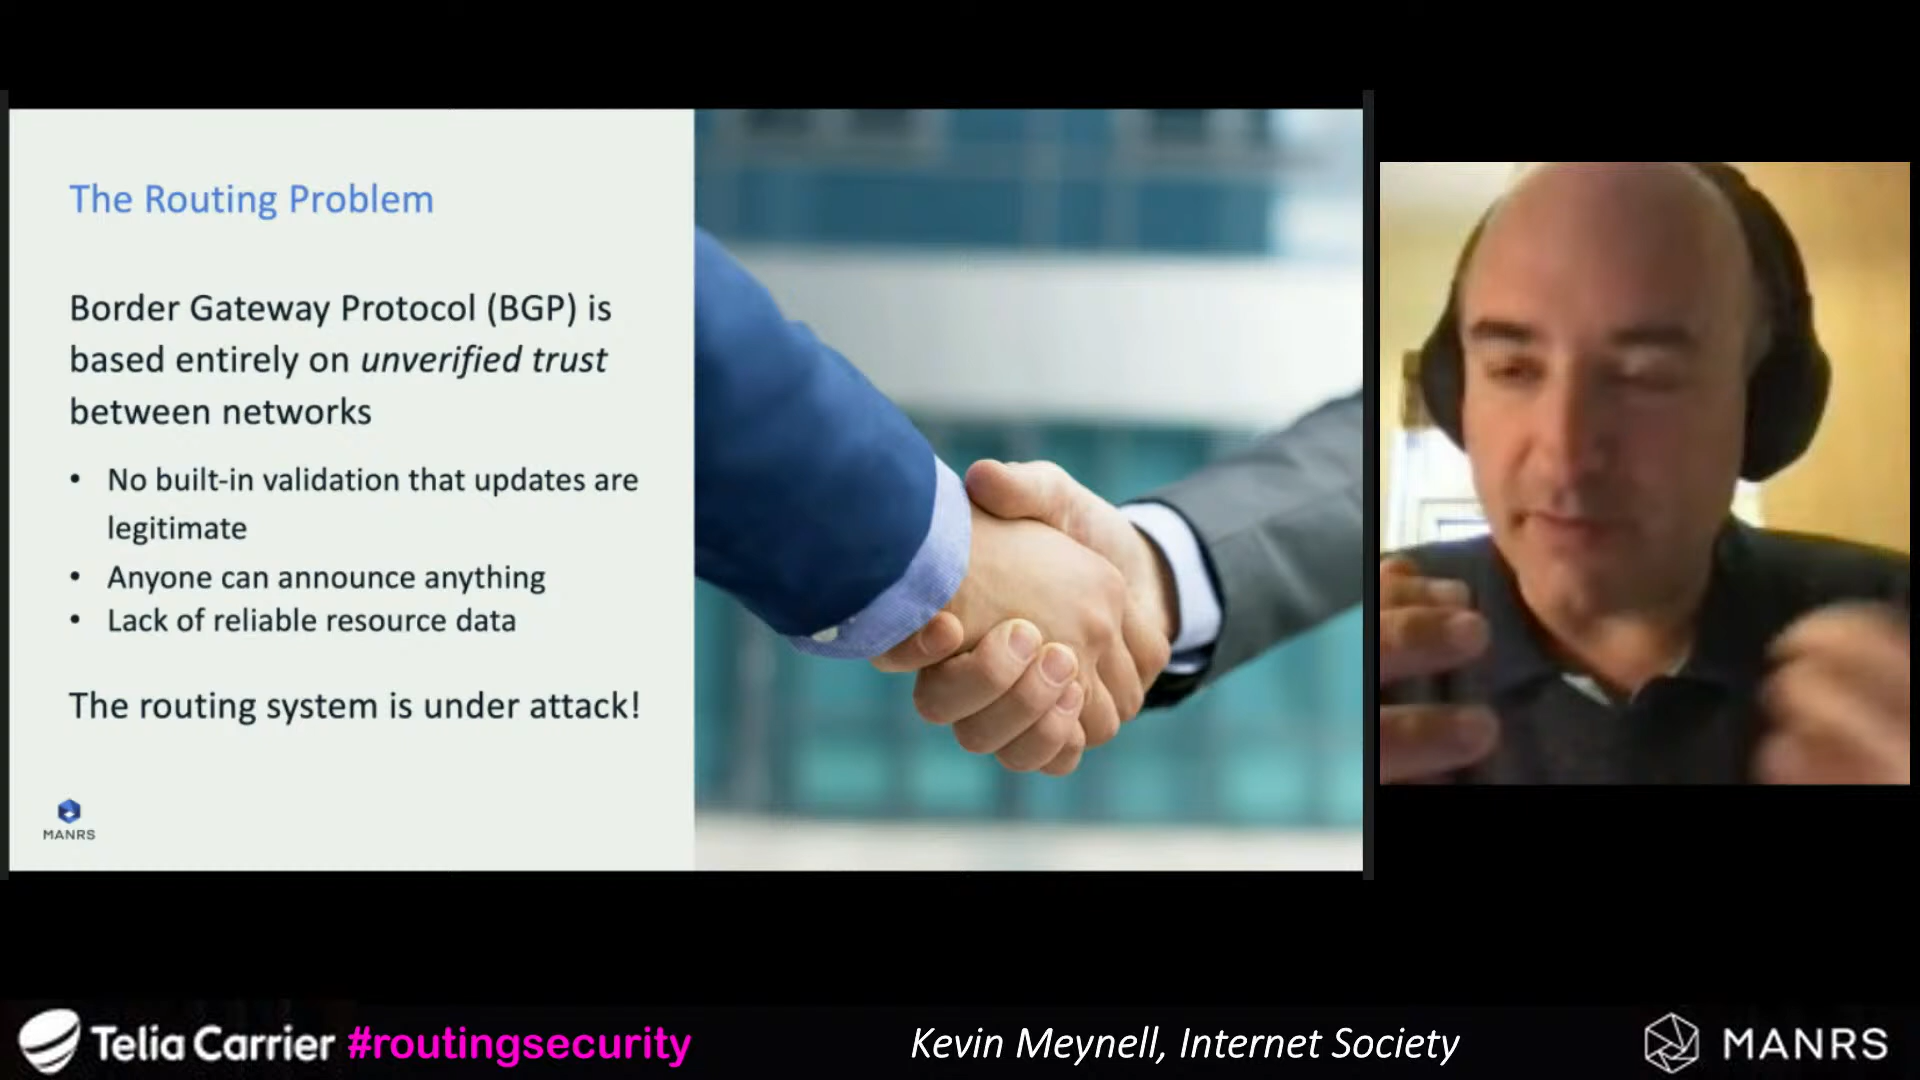 The Routing Problem
Border Gateway Protocol (BGP) is
based entirely on unverified trust
between networks
• No built-in validation that updates are
legitimate
• Anyone can announce anything
• Lack of reliable resource data
The routing system is under attack!
MANRS
Telia Carrier #routingsecurity
Kevin Meynell, Internet Society
MANRS